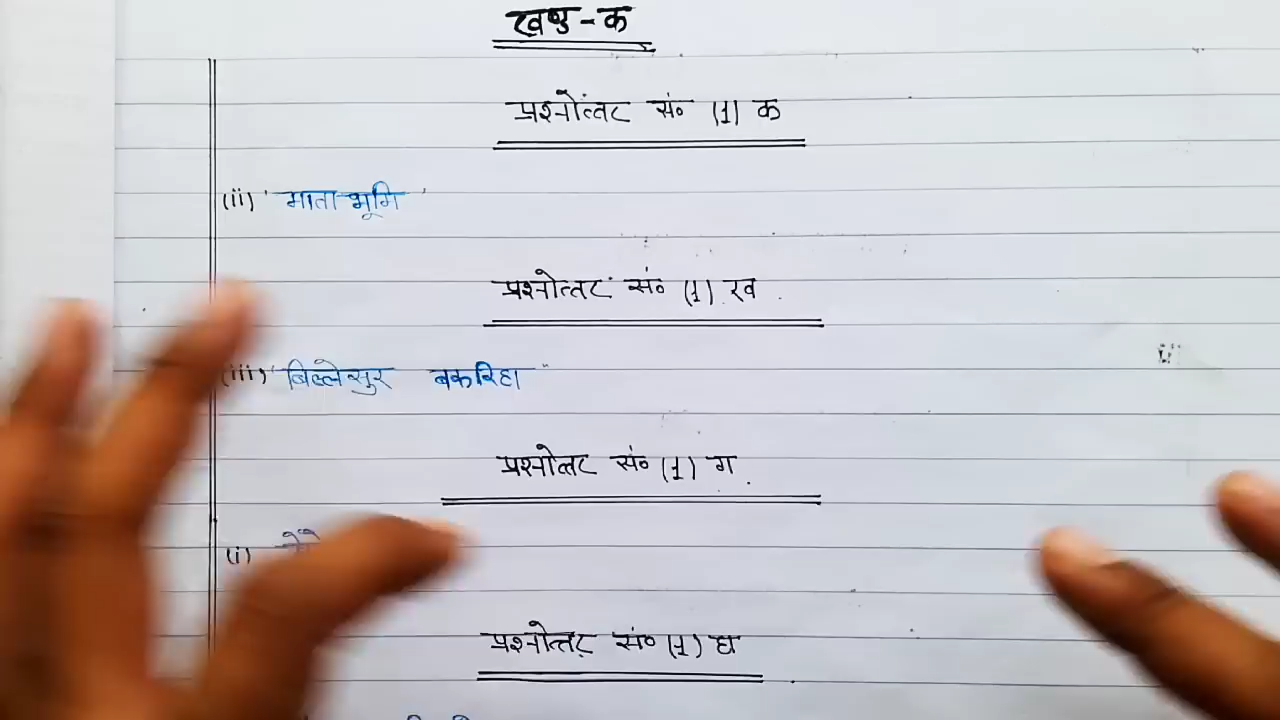 खण्ड-क
प्रश्नोत्तर सं० (1) क
(ii) ' माता भूमि '
प्रश्नोत्तर सं० (1) ख
(iii) ' बिल्लेसुर बकरिहा "
प्रश्नोत्तर सं० (1) ग
(i)
प्रश्नोत्तर सं० (1) घ